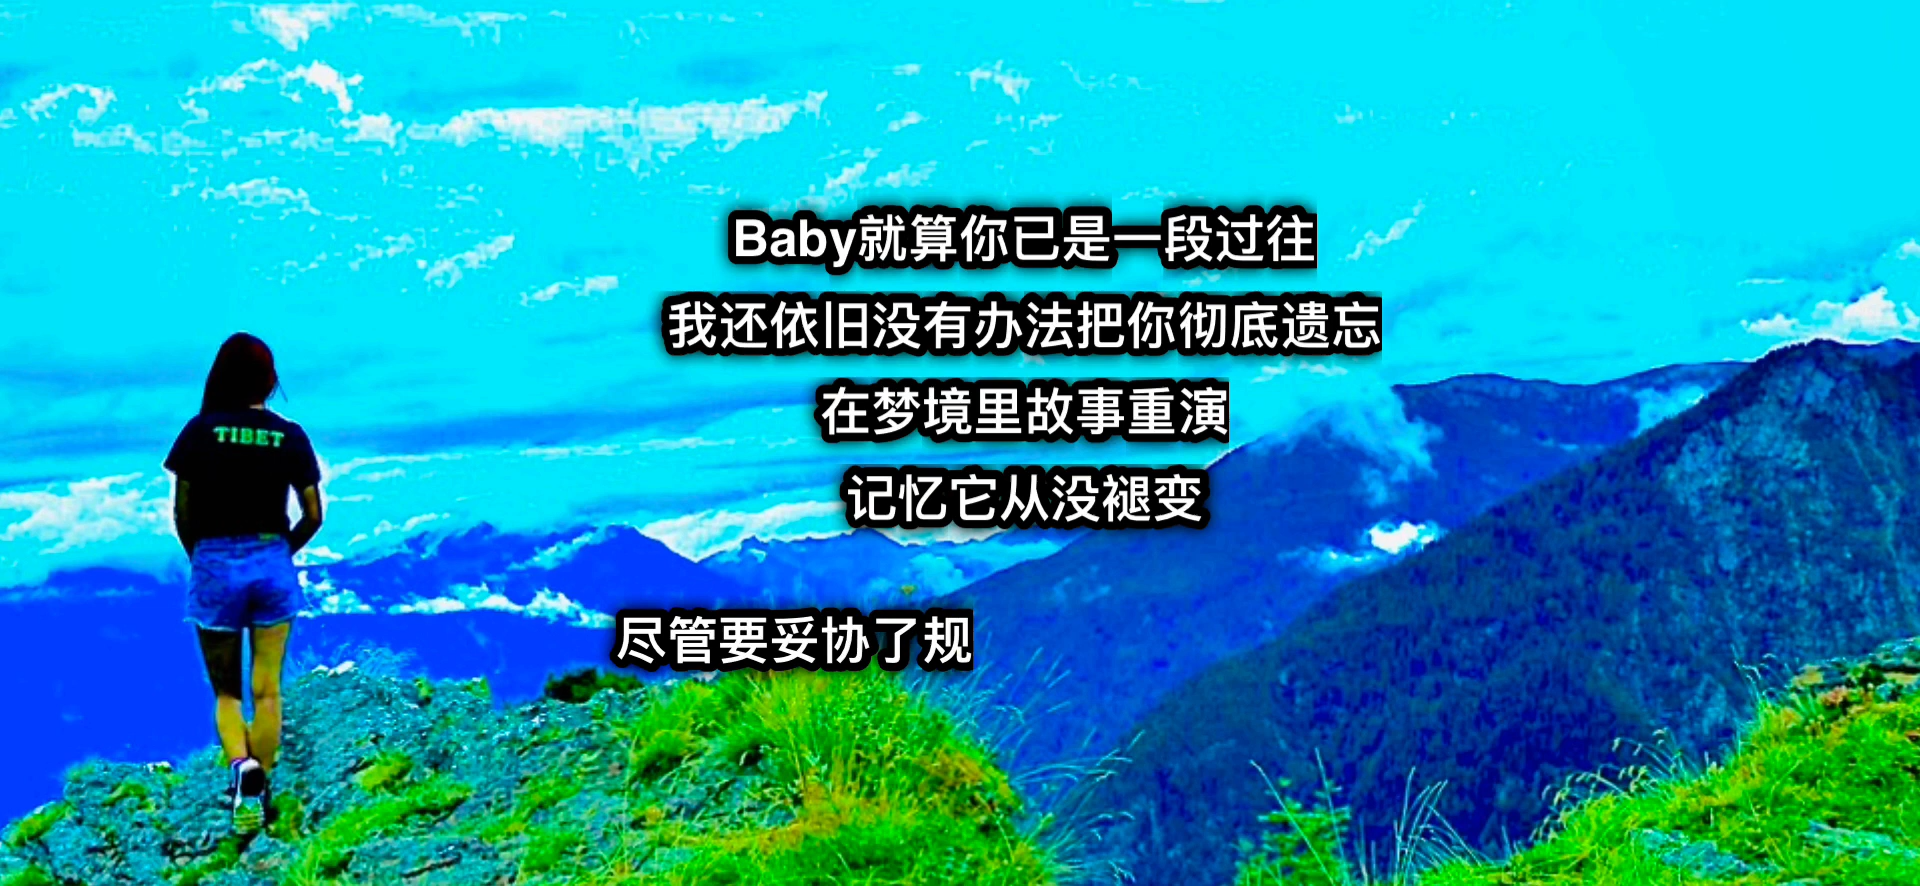 Baby就算你已是一段过往
我还依旧没有办法把你彻底遗忘
在梦境里故事重演
记忆它从没褪变
TIBET
尽管要妥协了规